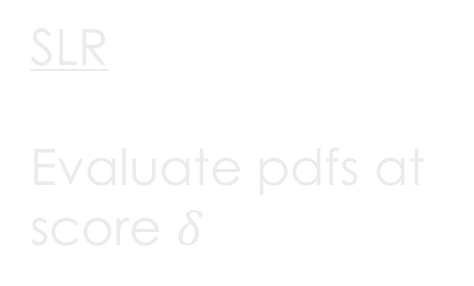 SLR
Evaluate pdfs at
score δ